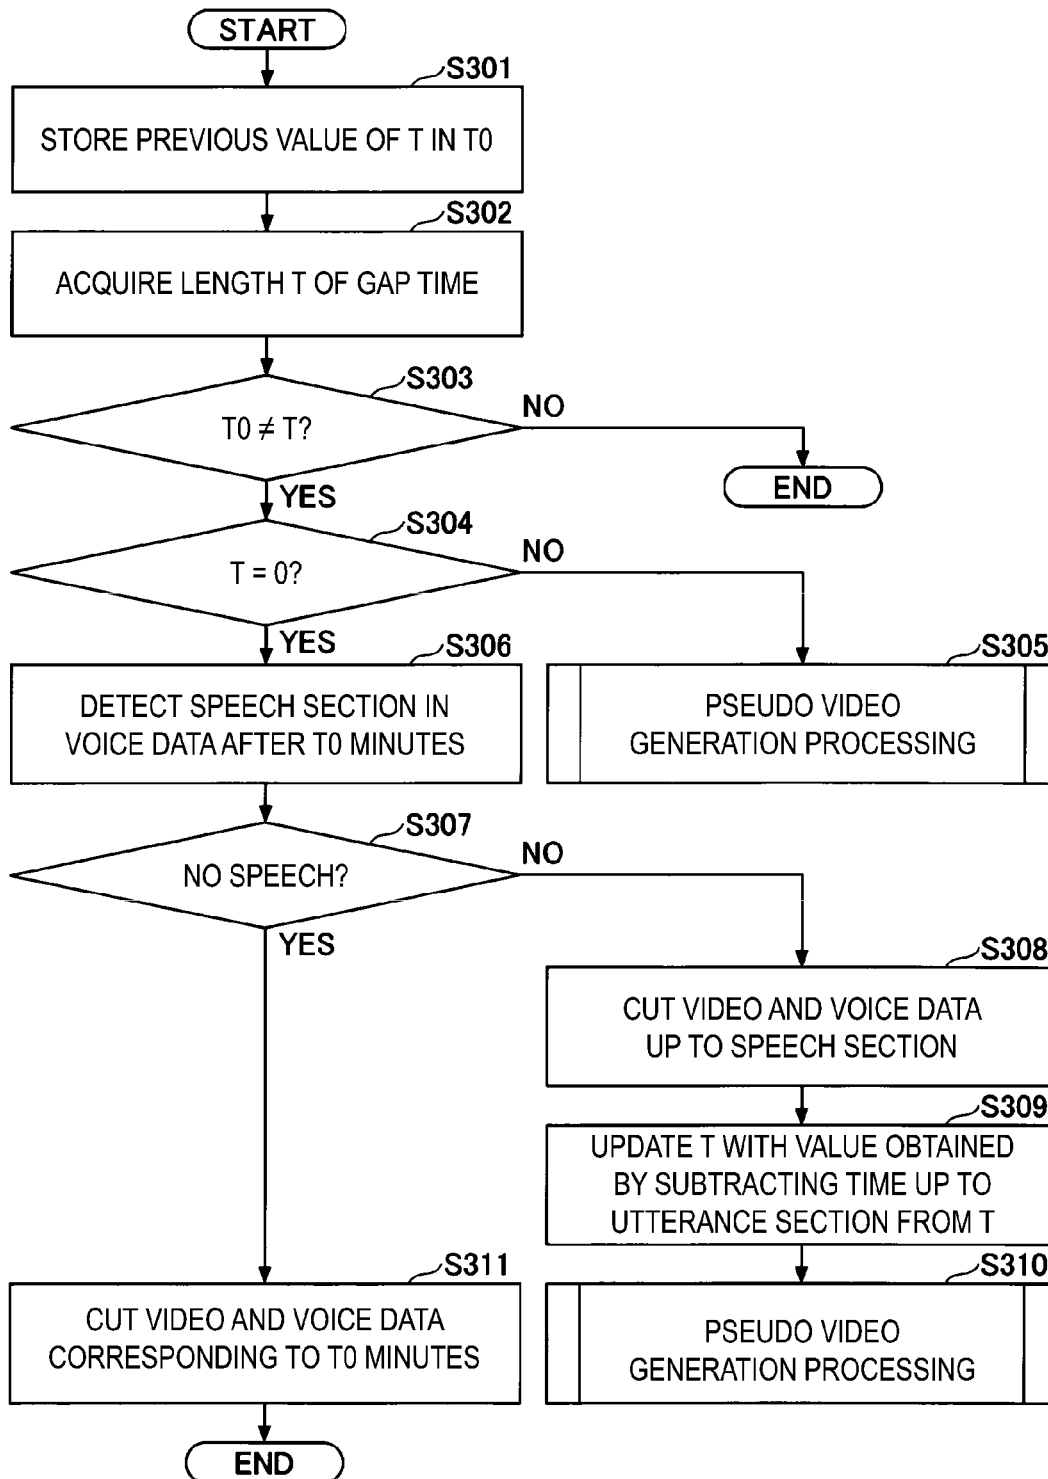 START
S301
STORE PREVIOUS VALUE OF T IN T0
S302
ACQUIRE LENGTH T OF GAP TIME
S303
T0 ≠ T?
NO
END
YES
S304
T = 0?
NO
YES
S306
DETECT SPEECH SECTION IN
VOICE DATA AFTER T0 MINUTES
S305
PSEUDO VIDEO
GENERATION PROCESSING
S307
NO SPEECH?
NO
YES
S308
CUT VIDEO AND VOICE DATA
UP TO SPEECH SECTION
S309
UPDATE T WITH VALUE OBTAINED
BY SUBTRACTING TIME UP TO
UTTERANCE SECTION FROM T
S311
CUT VIDEO AND VOICE DATA
CORRESPONDING TO T0 MINUTES
S310
PSEUDO VIDEO
GENERATION PROCESSING
END